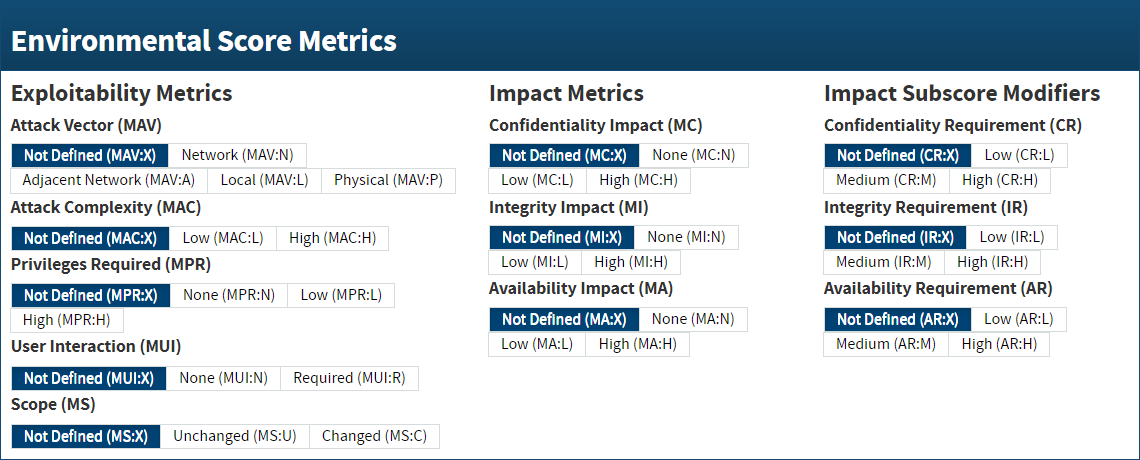 Environmental Score Metrics
Exploitability Metrics
Attack Vector (MAV)
Not Defined (MAV:X) Network (MAV:N)
Adjacent Network (MAV:A) Local (MAV:L) Physical (MAV:P)
Attack Complexity (MAC)
Not Defined (MAC:X) Low (MAC:L) High (MAC:H)
Privileges Required (MPR)
Not Defined (MPR:X) None (MPR:N) Low (MPR:L)
High (MPR:H)
User Interaction (MUI)
Not Defined (MUI:X) None (MUI:N) Required (MUI:R)
Scope (MS)
Not Defined (MS:X) Unchanged (MS:U) Changed (MS:C)
Impact Metrics
Confidentiality Impact (MC)
Not Defined (MC:X) None (MC:N)
Low (MC:L) High (MC:H)
Integrity Impact (MI)
Not Defined (MI:X) None (MI:N)
Low (MI:L) High (MI:H)
Availability Impact (MA)
Not Defined (MA:X) None (MA:N)
Low (MA:L) High (MA:H)
Impact Subscore Modifiers
Confidentiality Requirement (CR)
Not Defined (CR:X) Low (CR:L)
Medium (CR:M) High (CR:H)
Integrity Requirement (IR)
Not Defined (IR:X) Low (IR:L)
Medium (IR:M) High (IR:H)
Availability Requirement (AR)
Not Defined (AR:X) Low (AR:L)
Medium (AR:M) High (AR:H)